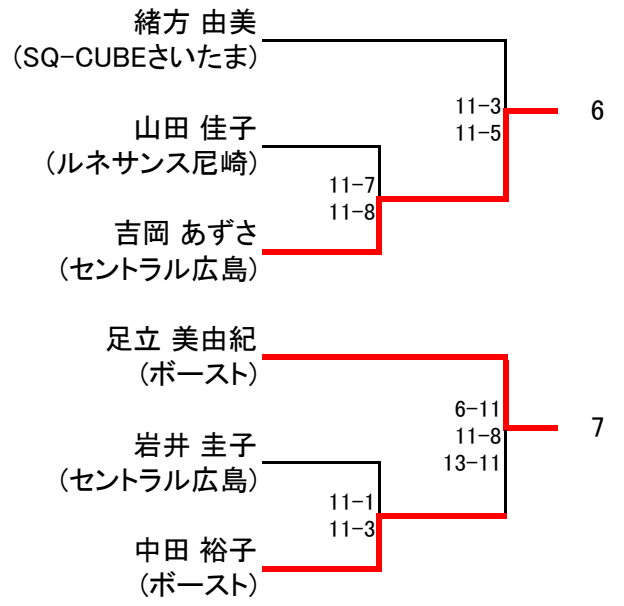 緒方 由美
(SQ-CUBEさいたま)
11-3
11-5
6
山田 佳子
(ルネサンス尼崎)
11-7
11-8
吉岡 あずさ
(セントラル広島)
足立 美由紀
(ボースト)
6-11
11-8
13-11
7
岩井 圭子
(セントラル広島)
11-1
11-3
中田 裕子
(ボースト)